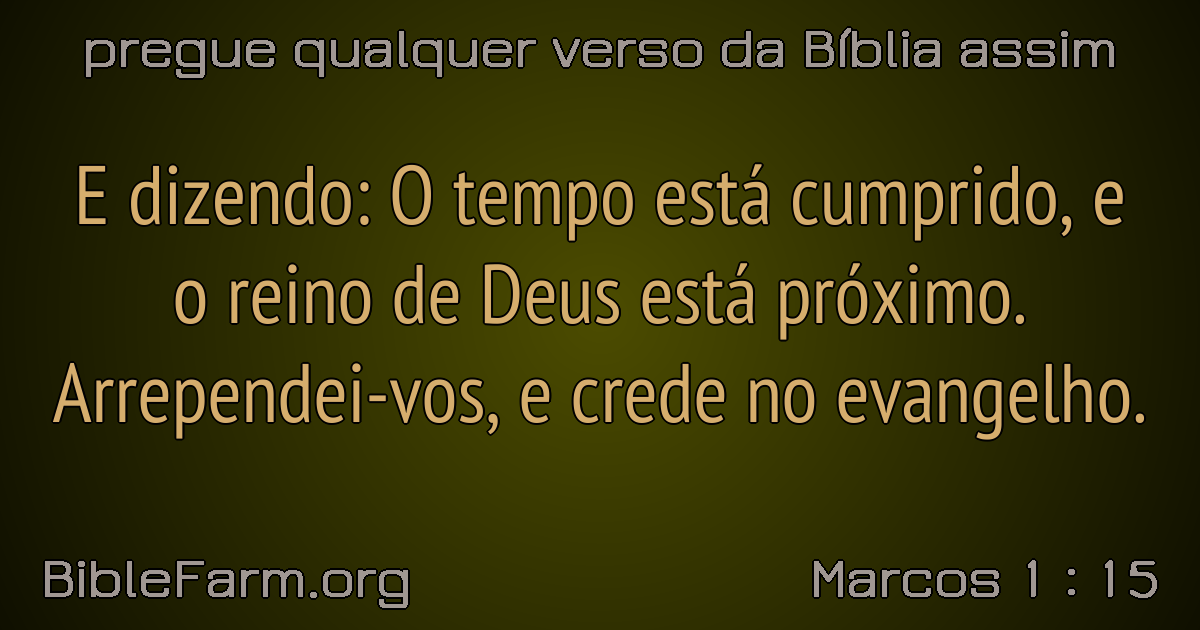 pregue qualquer verso da Bíblia assim
E dizendo: O tempo está cumprido, e
o reino de Deus está próximo.
Arrependei-vos, e crede no evangelho.
BibleFarm.org
Marcos 1 : 15